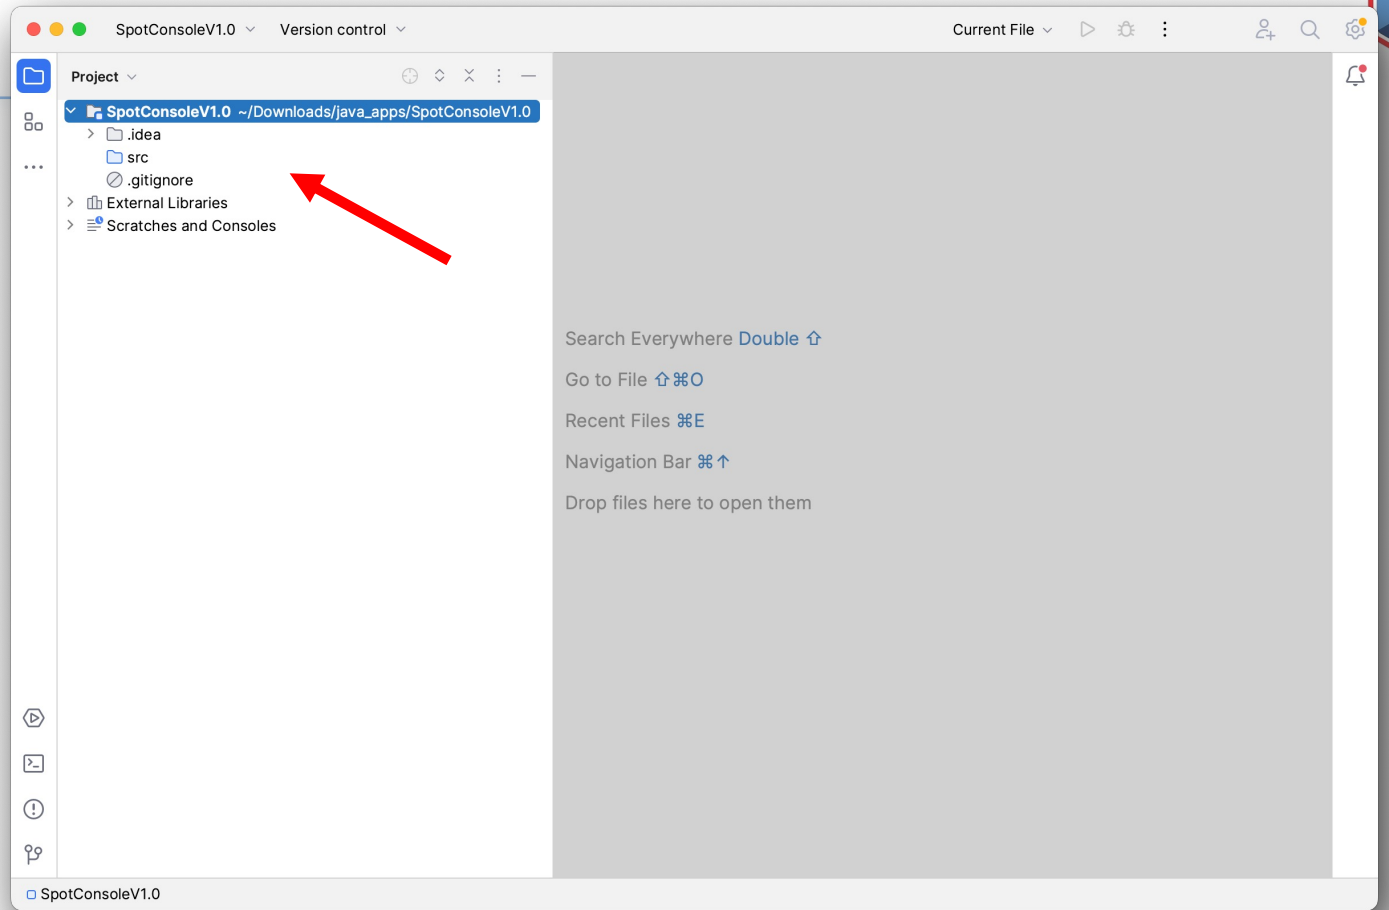 SpotConsoleV1.0 Version control Current File
Project
SpotConsoleV1.0 ~/Downloads/java_apps/SpotConsoleV1.0
.idea
src
.gitignore
External Libraries
Scratches and Consoles
Search Everywhere Double ⇧
Go to File ⇧⌘O
Recent Files ⌘E
Navigation Bar ⌘↑
Drop files here to open them
SpotConsoleV1.0